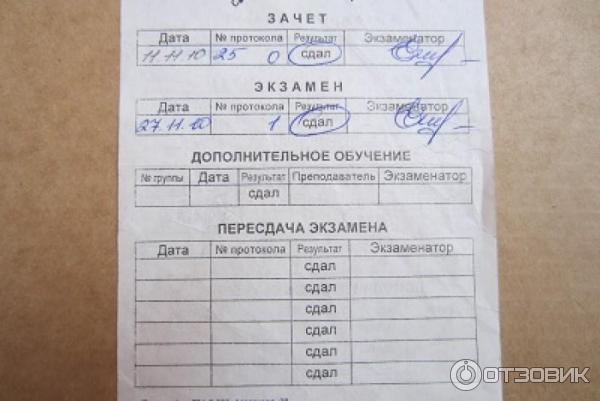 ЗАЧЕТ
Дата № протокола Результат Экзаменатор
11.11.10 25 0 сдал
ЭКЗАМЕН
Дата № протокола Результат Экзаменатор
27.11.10 1 сдал
ДОПОЛНИТЕЛЬНОЕ ОБУЧЕНИЕ
№ группы Дата Результат Преподаватель Экзаменатор
сдал
ПЕРЕСДАЧА ЭКЗАМЕНА
Дата № протокола Результат Экзаменатор
сдал
сдал
сдал
сдал
сдал
сдал
ОТЗОВИК